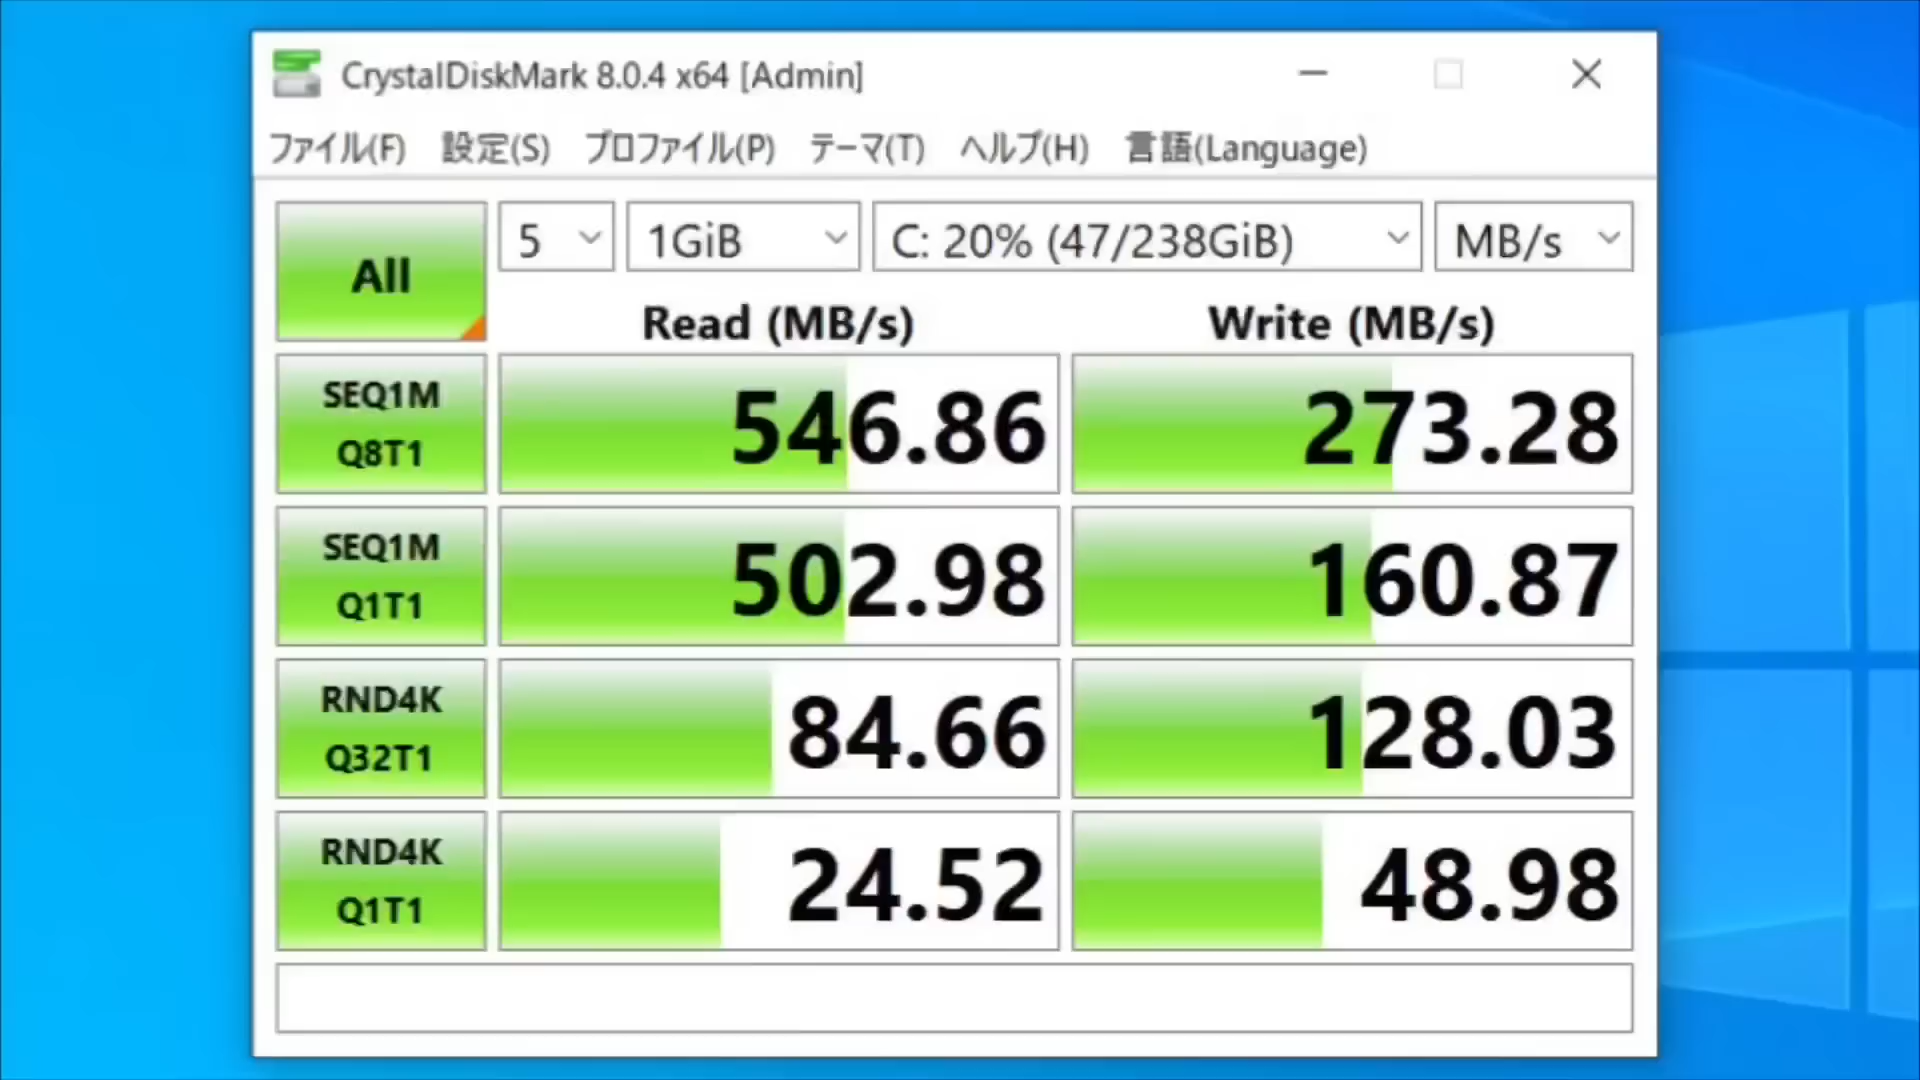 CrystalDiskMark 8.0.4 x64 [Admin]
ファイル(F) 設定(S) プロファイル(P) テーマ(T) ヘルプ(H) 言語(Language)
All 5 1GiB C: 20% (47/238GiB) MB/s
Read (MB/s) Write (MB/s)
SEQ1M
Q8T1
546.86 273.28
SEQ1M
Q1T1
502.98 160.87
RND4K
Q32T1
84.66 128.03
RND4K
Q1T1
24.52 48.98